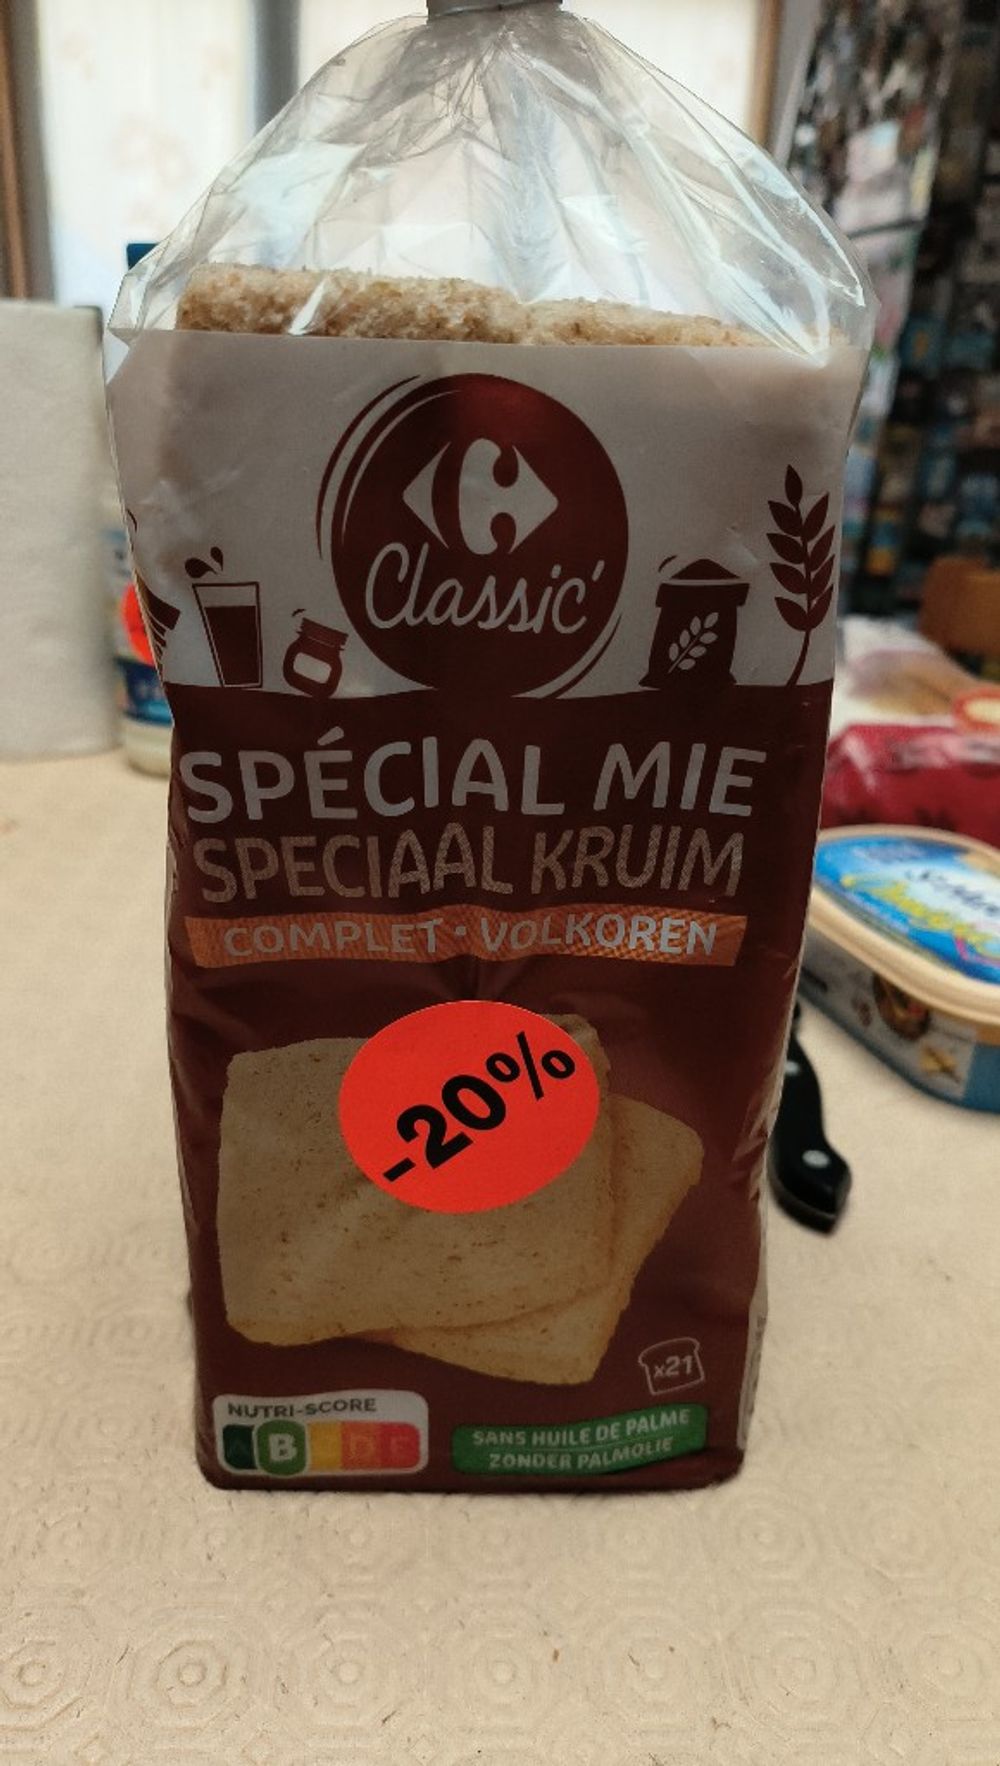 Classic'
SPÉCIAL MIE
SPECIAAL KRUIM
COMPLET • VOLKOREN
-20%
x21
NUTRI-SCORE
A B C D E
SANS HUILE DE PALME
ZONDER PALMOLIE